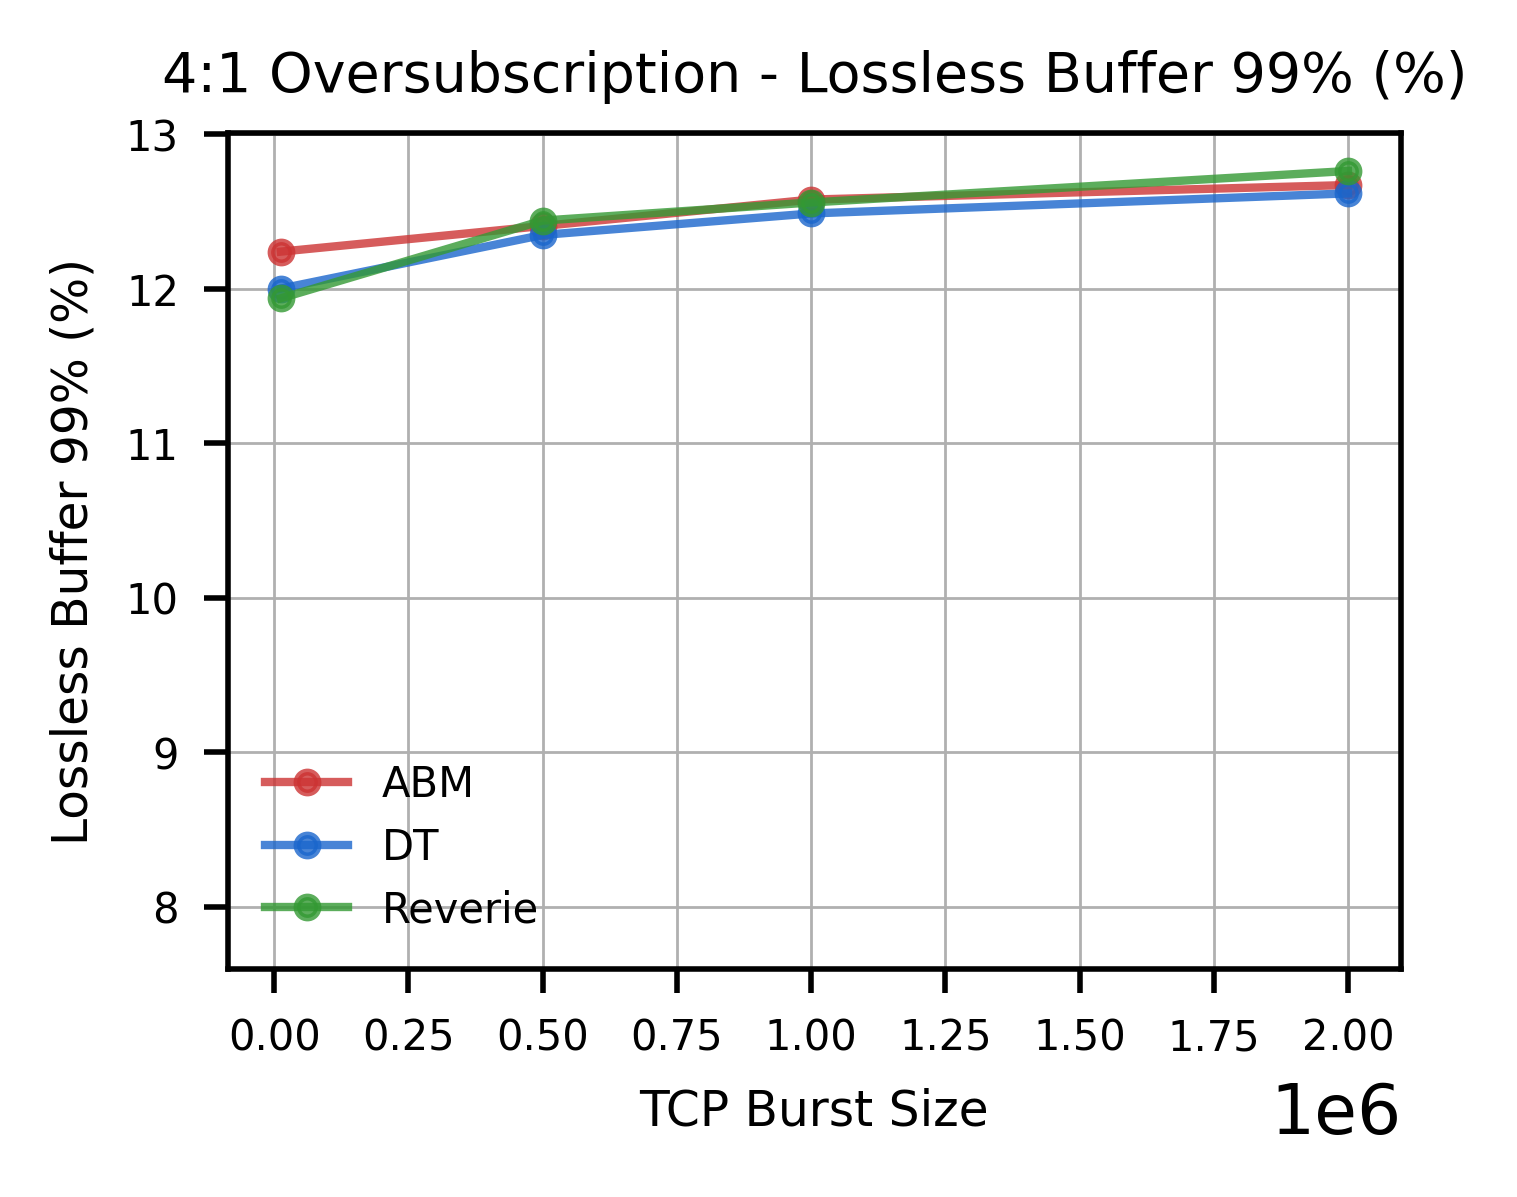 4:1 Oversubscription - Lossless Buffer 99% (%)
Lossless Buffer 99% (%)
13
12
11
10
9
8
ABM
DT
Reverie
0.00 0.25 0.50 0.75 1.00 1.25 1.50 1.75 2.00
TCP Burst Size
1e6